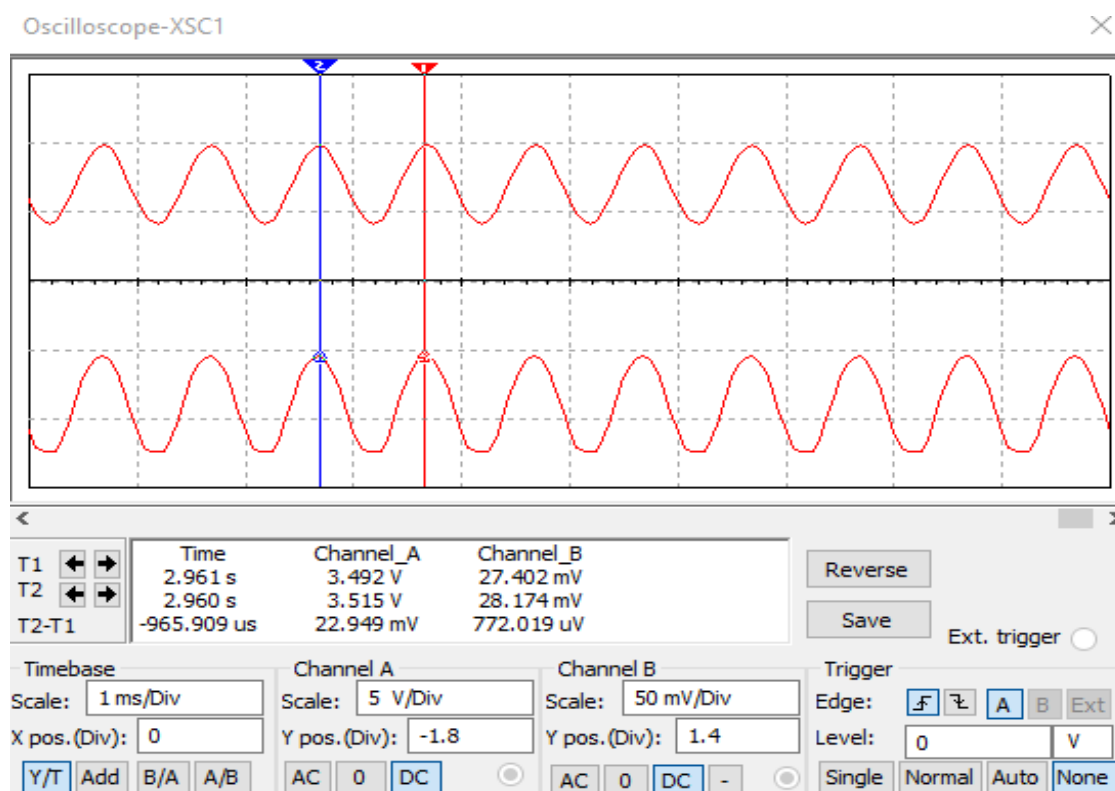 Oscilloscope-XSC1
2
1
Time Channel_A Channel_B
T1 2.961 s 3.492 V 27.402 mV
T2 2.960 s 3.515 V 28.174 mV
T2-T1 -965.909 us 22.949 mV 772.019 uV
Reverse
Save
Ext. trigger
Timebase Channel A Channel B Trigger
Scale: 1 ms/Div Scale: 5 V/Div Scale: 50 mV/Div Edge: A B Ext
X pos.(Div): 0 Y pos.(Div): -1.8 Y pos.(Div): 1.4 Level: 0 V
Y/T Add B/A A/B AC 0 DC AC 0 DC - Single Normal Auto None